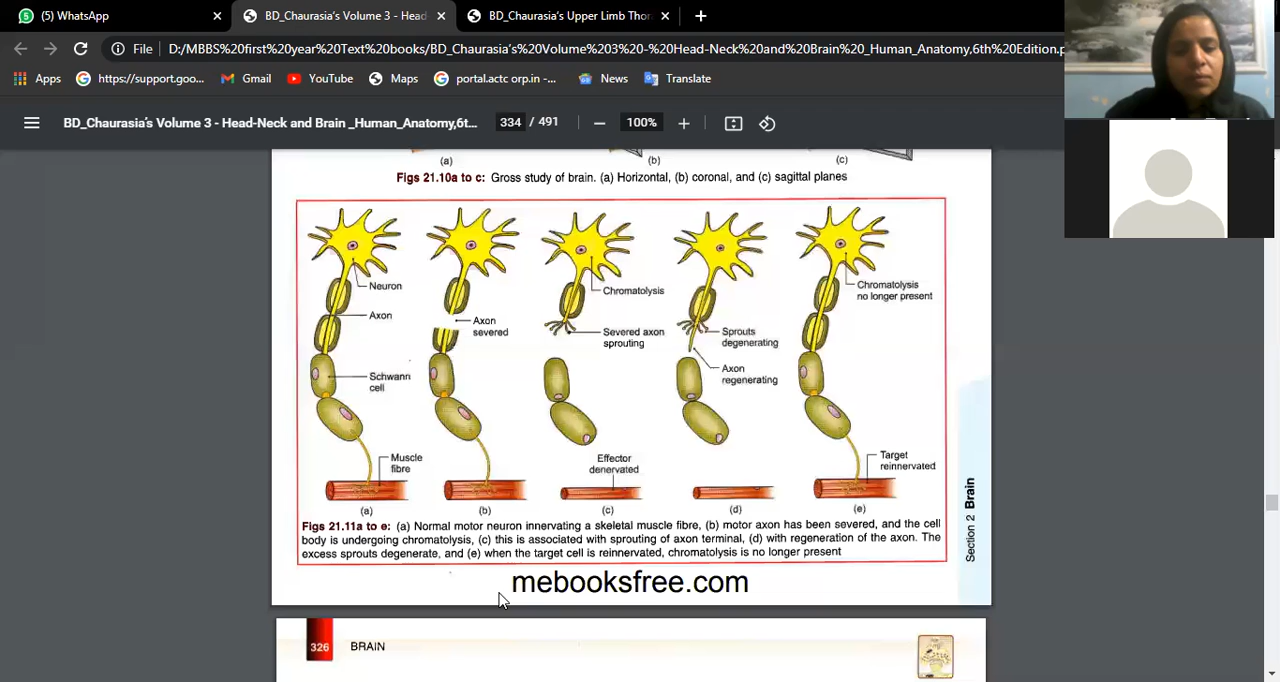 (5) WhatsApp
BD_Chaurasia's Volume 3 - Head
BD_Chaurasia's Upper Limb Thor
File
D:/MBBS%20first%20year%20Text%20books/BD_Chaurasia's%20Volume%203%20-%20Head-Neck%20and%20Brain%20_Human_Anatomy,6th%20Edition.p
Apps
https://support.goo...
Gmail
YouTube
Maps
portal.actc orp.in -...
News
Translate
BD_Chaurasia's Volume 3 - Head-Neck and Brain _Human_Anatomy,6t...
334 / 491
100%
(a)
(b)
(c)
Figs 21.10a to c: Gross study of brain. (a) Horizontal, (b) coronal, and (c) sagittal planes
Neuron
Axon
Schwann
cell
Muscle
fibre
(a)
Axon
severed
(b)
Chromatolysis
Severed axon
sprouting
Effector
denervated
(c)
Sprouts
degenerating
Axon
regenerating
(d)
Chromatolysis
no longer present
Target
reinnervated
(e)
Figs 21.11a to e: (a) Normal motor neuron innervating a skeletal muscle fibre, (b) motor axon has been severed, and the cell
body is undergoing chromatolysis, (c) this is associated with sprouting of axon terminal, (d) with regeneration of the axon. The
excess sprouts degenerate, and (e) when the target cell is reinnervated, chromatolysis is no longer present
Section 2 Brain
mebooksfree.com
326
BRAIN